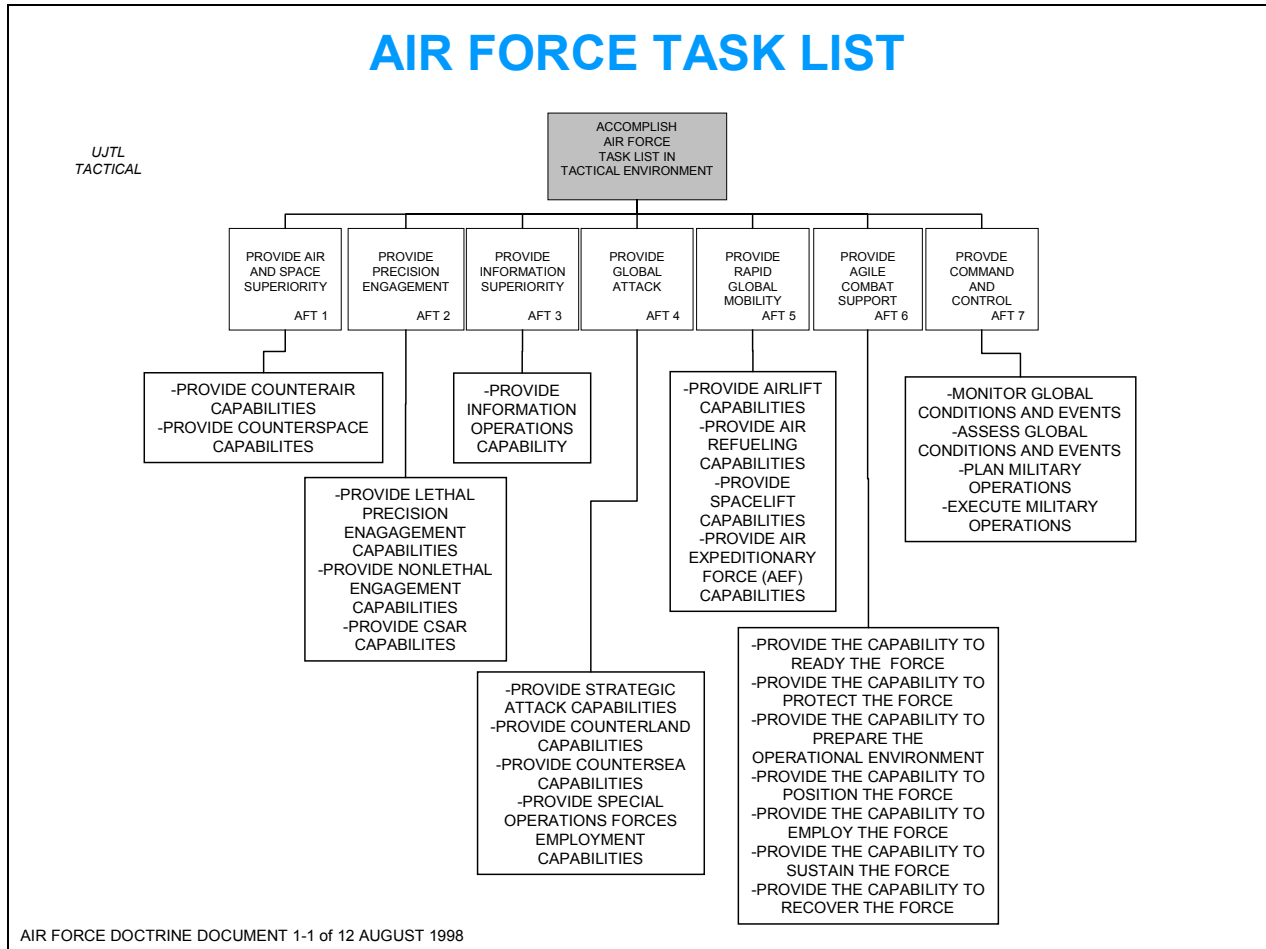 AIR FORCE TASK LIST
UJTL
TACTICAL
ACCOMPLISH
AIR FORCE
TASK LIST IN
TACTICAL ENVIRONMENT
PROVIDE AIR
AND SPACE
SUPERIORITY
AFT 1
PROVIDE
PRECISION
ENGAGEMENT
AFT 2
PROVIDE
INFORMATION
SUPERIORITY
AFT 3
PROVIDE
GLOBAL
ATTACK
AFT 4
PROVIDE
RAPID
GLOBAL
MOBILITY
AFT 5
PROVIDE
AGILE
COMBAT
SUPPORT
AFT 6
PROVDE
COMMAND
AND
CONTROL
AFT 7
-PROVIDE COUNTERAIR
CAPABILITIES
-PROVIDE COUNTERSPACE
CAPABILITES
-PROVIDE LETHAL
PRECISION
ENAGAGEMENT
CAPABILITIES
-PROVIDE NONLETHAL
ENGAGEMENT
CAPABILITIES
-PROVIDE CSAR
CAPABILITES
-PROVIDE
INFORMATION
OPERATIONS
CAPABILITY
-PROVIDE STRATEGIC
ATTACK CAPABILITIES
-PROVIDE COUNTERLAND
CAPABILITIES
-PROVIDE COUNTERSEA
CAPABILITIES
-PROVIDE SPECIAL
OPERATIONS FORCES
EMPLOYMENT
CAPABILITIES
-PROVIDE AIRLIFT
CAPABILITIES
-PROVIDE AIR
REFUELING
CAPABILITIES
-PROVIDE
SPACELIFT
CAPABILITIES
-PROVIDE AIR
EXPEDITIONARY
FORCE (AEF)
CAPABILITIES
-PROVIDE THE CAPABILITY TO
READY THE FORCE
-PROVIDE THE CAPABILITY TO
PROTECT THE FORCE
-PROVIDE THE CAPABILITY TO
PREPARE THE
OPERATIONAL ENVIRONMENT
-PROVIDE THE CAPABILITY TO
POSITION THE FORCE
-PROVIDE THE CAPABILITY TO
EMPLOY THE FORCE
-PROVIDE THE CAPABILITY TO
SUSTAIN THE FORCE
-PROVIDE THE CAPABILITY TO
RECOVER THE FORCE
-MONITOR GLOBAL
CONDITIONS AND EVENTS
-ASSESS GLOBAL
CONDITIONS AND EVENTS
-PLAN MILITARY
OPERATIONS
-EXECUTE MILITARY
OPERATIONS
AIR FORCE DOCTRINE DOCUMENT 1-1 of 12 AUGUST 1998